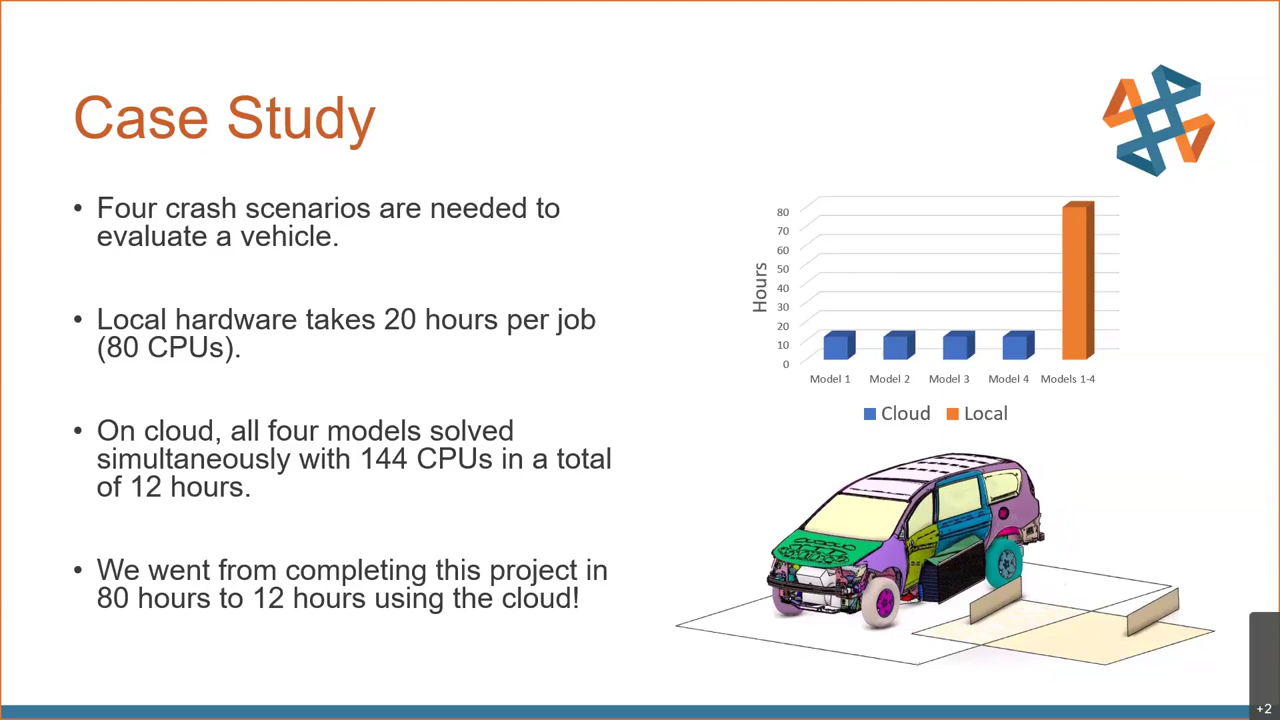 Case Study
• Four crash scenarios are needed to
evaluate a vehicle.
• Local hardware takes 20 hours per job
(80 CPUs).
• On cloud, all four models solved
simultaneously with 144 CPUs in a total
of 12 hours.
• We went from completing this project in
80 hours to 12 hours using the cloud!
Hours
80
70
60
50
40
30
20
10
0
Model 1 Model 2 Model 3 Model 4 Models 1-4
Cloud Local
+2